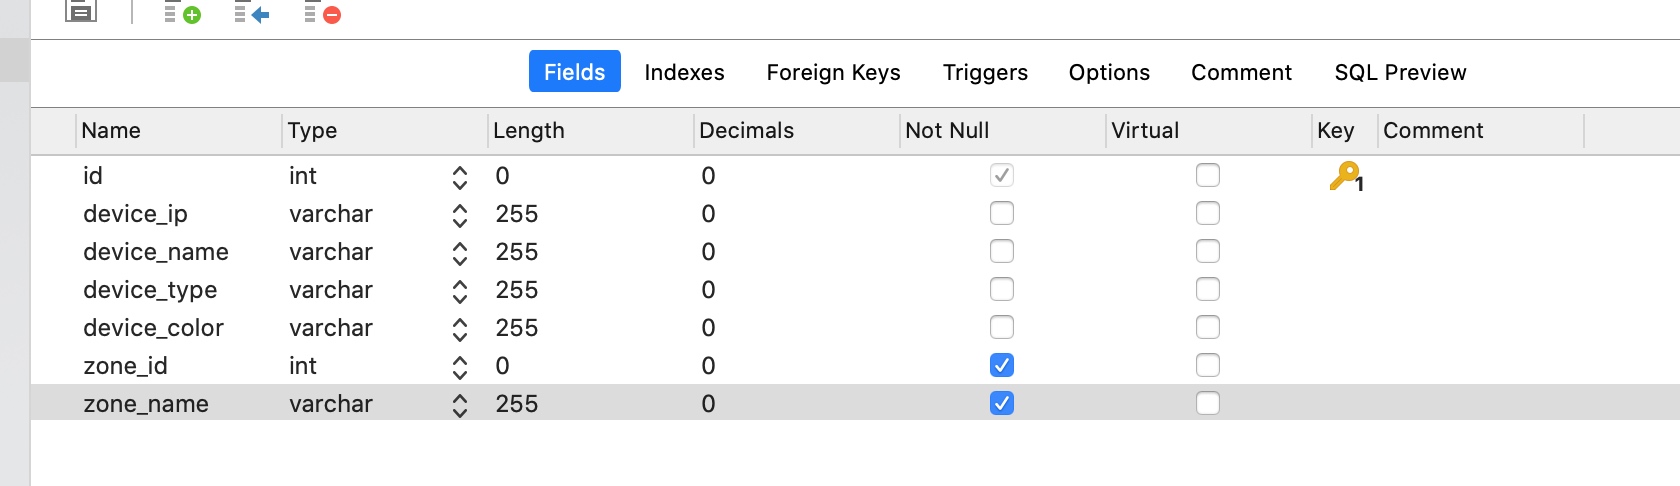 Fields Indexes Foreign Keys Triggers Options Comment SQL Preview
Name Type Length Decimals Not Null Virtual Key Comment
id int 0 0 1
device_ip varchar 255 0
device_name varchar 255 0
device_type varchar 255 0
device_color varchar 255 0
zone_id int 0 0
zone_name varchar 255 0